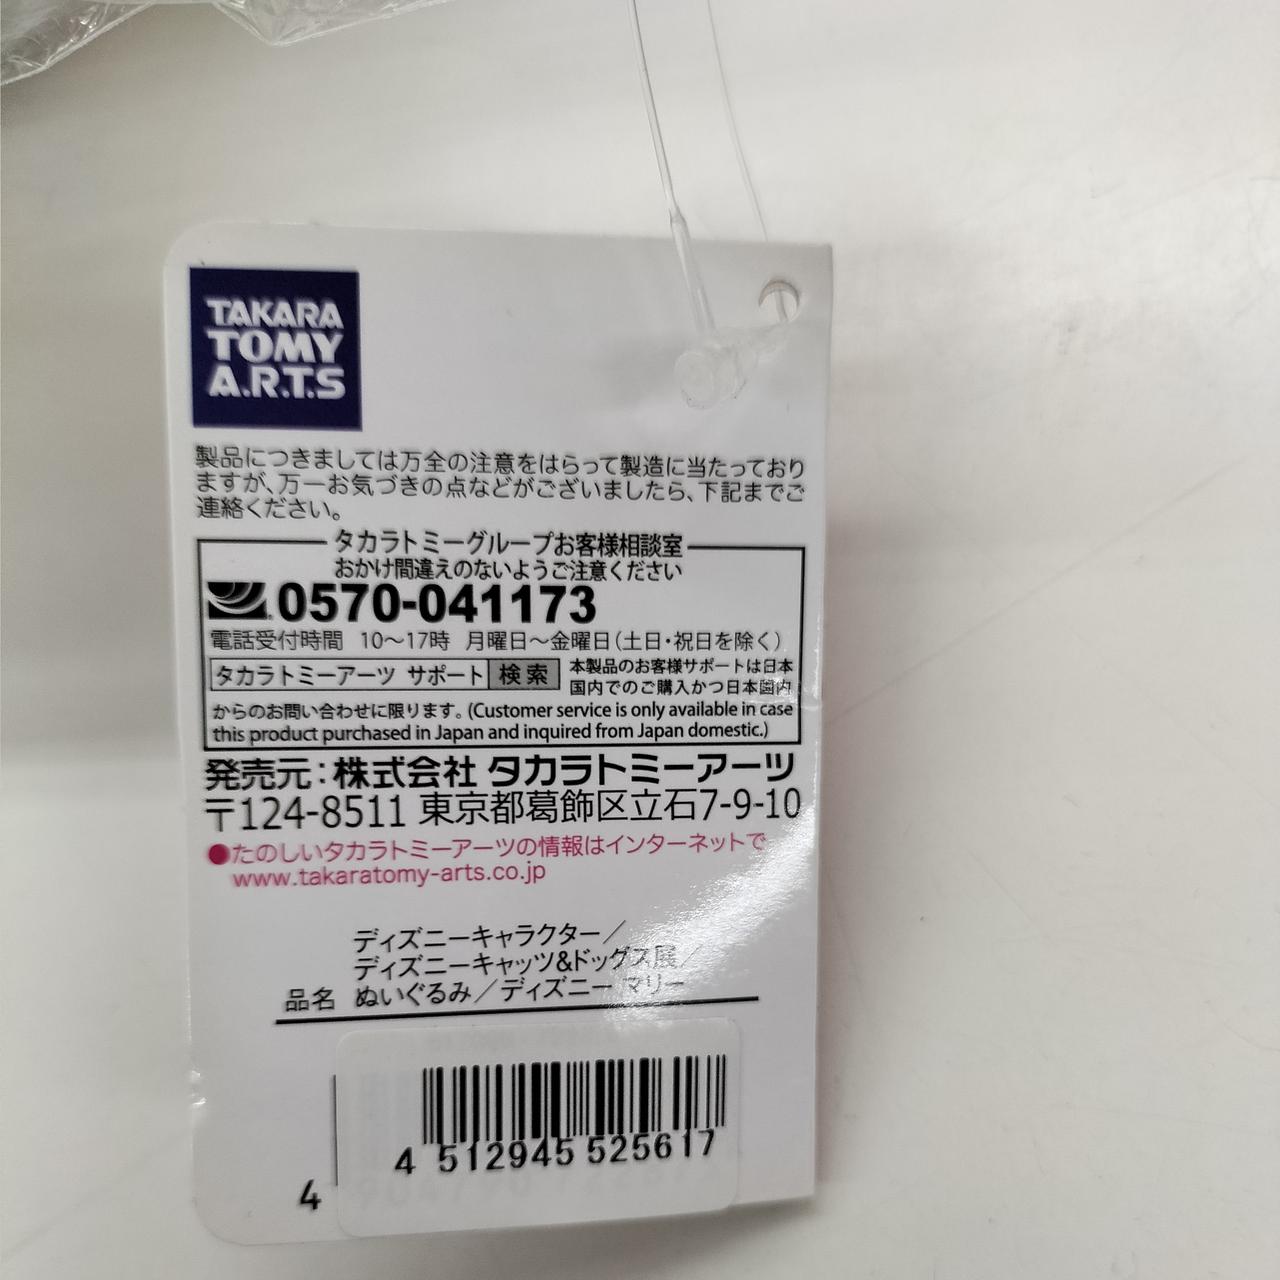 TAKARA
TOMY
A.R.T.S
製品につきましては万全の注意をはらって製造に当たっており
ますが、万一お気づきの点などがございましたら、下記までご
連絡ください。
タカラトミーグループお客様相談室
おかけ間違えのないようご注意ください
0570-041173
電話受付時間 10〜17時 月曜日〜金曜日（土日・祝日を除く）
タカラトミーアーツ サポート 検索 本製品のお客様サポートは日本
国内でのご購入かつ日本国内
からのお問い合わせに限ります。(Customer service is only available in case
this product purchased in Japan and inquired from Japan domestic.)
発売元：株式会社 タカラトミーアーツ
〒124-8511 東京都葛飾区立石7-9-10
●たのしいタカラトミーアーツの情報はインターネットで
www.takaratomy-arts.co.jp
ディズニーキャラクター／
ディズニーキャッツ&ドッグス展／
品名 ぬいぐるみ／ディズニー マリー
4 512945 525617
4